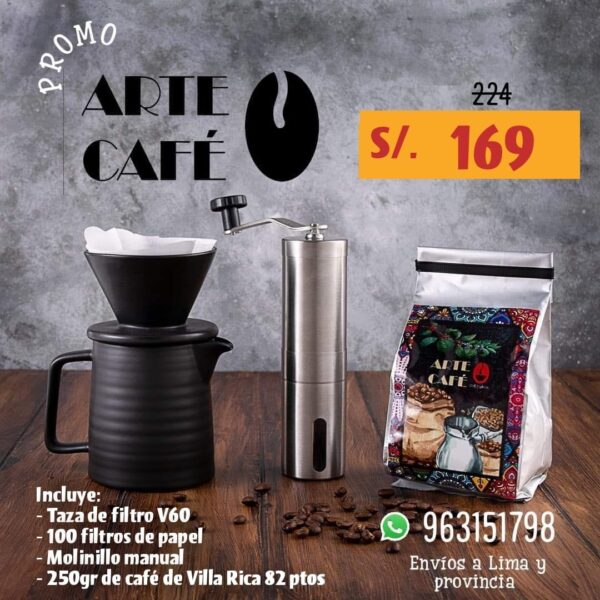 PROMO
ARTE
CAFÉ
224
S/. 169
ARTE
CAFÉ
Incluye:
- Taza de filtro V60
- 100 filtros de papel
- Molinillo manual
- 250gr de café de Villa Rica 82 ptos
963151798
Envíos a Lima y
provincia